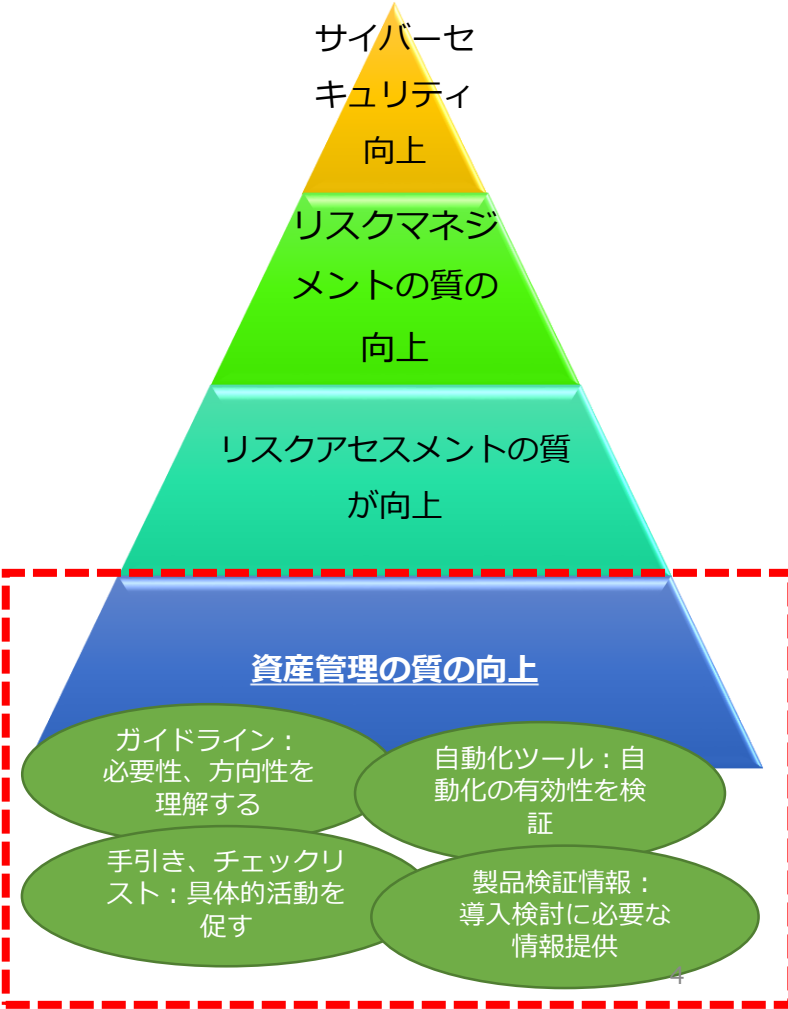 サイバーセ
キュリティ
向上
リスクマネジ
メントの質の
向上
リスクアセスメントの質
が向上
資産管理の質の向上
ガイドライン：
必要性、方向性を
理解する
自動化ツール：自
動化の有効性を検
証
手引き、チェックリ
スト：具体的活動を
促す
製品検証情報：
導入検討に必要な
情報提供
4